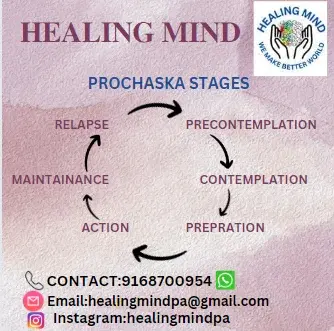 HEALING MIND
HEALING MIND
WE MAKE BETTER WORLD
PROCHASKA STAGES
RELAPSE
PRECONTEMPLATION
MAINTAINANCE
CONTEMPLATION
ACTION
PREPRATION
CONTACT:9168700954
Email:healingmindpa@gmail.com
Instagram:healingmindpa